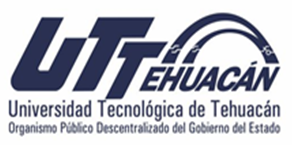 UTTEHUACÁN
Universidad Tecnológica de Tehuacán
Organismo Público Descentralizado del Gobierno del Estado